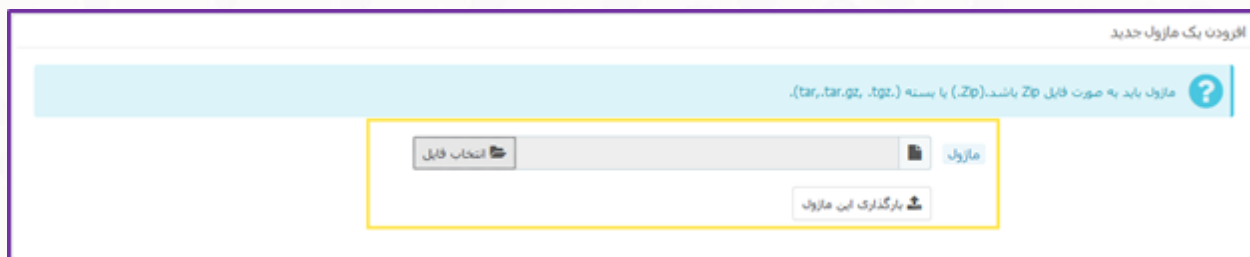 افزودن یک ماژول جدید
ماژول باید به صورت فایل Zip باشد.(Zip.) یا بسته (.tar,.tar.gz, .tgz).
ماژول
انتخاب فایل
بارگذاری این ماژول